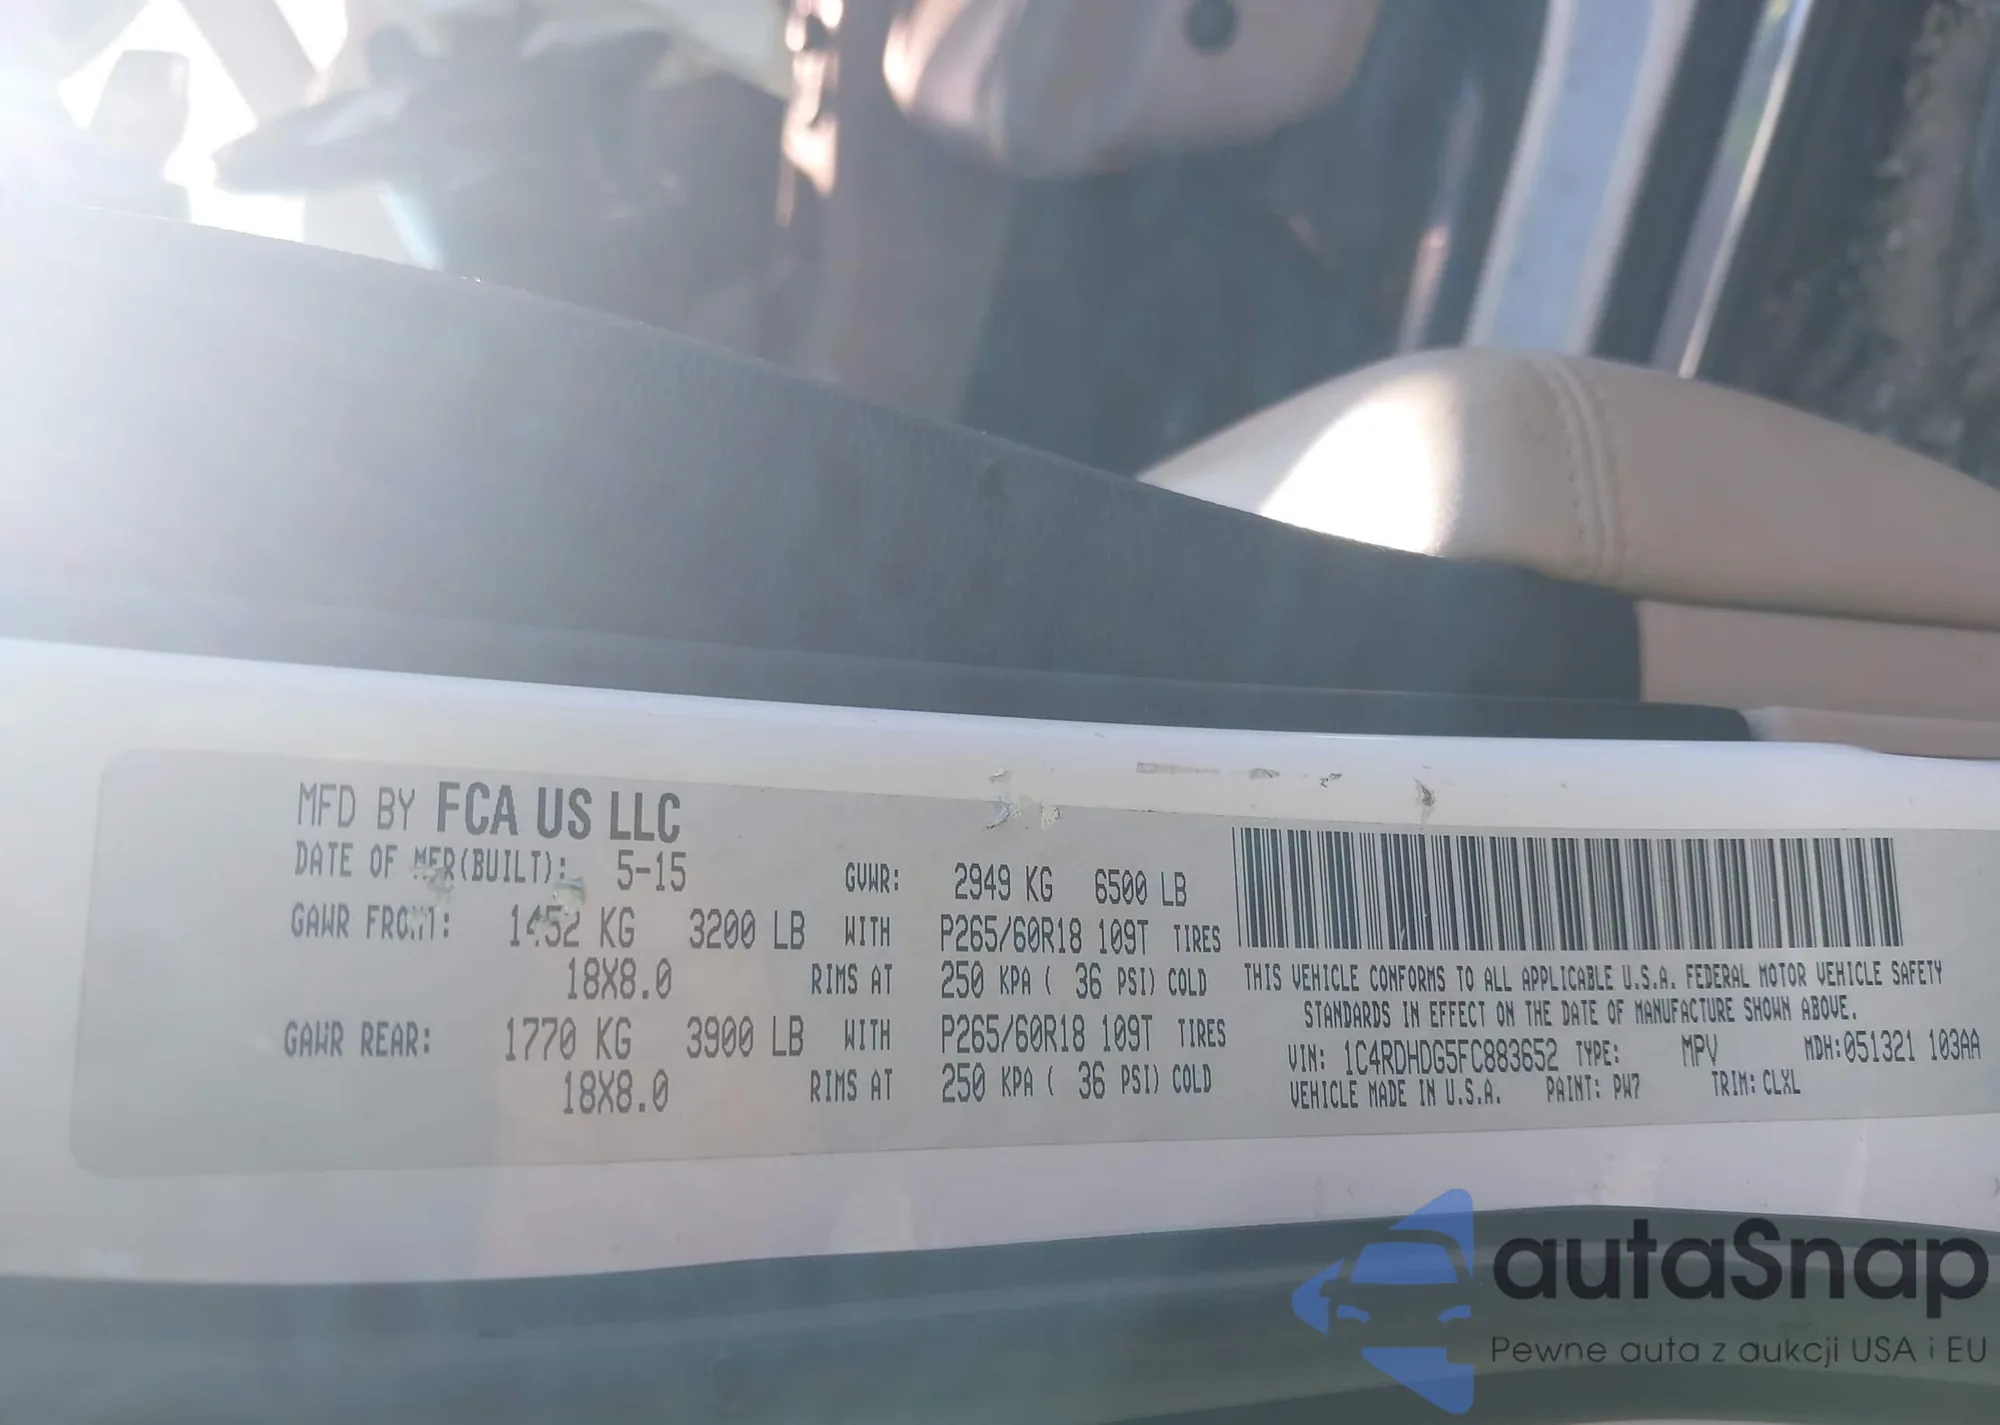 MFD BY FCA US LLC
DATE OF MFR(BUILT): 5-15 GVWR: 2949 KG 6500 LB
GAWR FRONT: 1452 KG 3200 LB WITH P265/60R18 109T TIRES
18X8.0 RIMS AT 250 KPA ( 36 PSI) COLD
GAWR REAR: 1770 KG 3900 LB WITH P265/60R18 109T TIRES
18X8.0 RIMS AT 250 KPA ( 36 PSI) COLD
THIS VEHICLE CONFORMS TO ALL APPLICABLE U.S.A. FEDERAL MOTOR VEHICLE SAFETY
STANDARDS IN EFFECT ON THE DATE OF MANUFACTURE SHOWN ABOVE.
VIN: 1C4RDHDG5FC883652 TYPE: MPV MDH:051321 103AA
VEHICLE MADE IN U.S.A. PAINT: PW7 TRIM: CLXL
autaSnap
Pewne auta z aukcji USA i EU